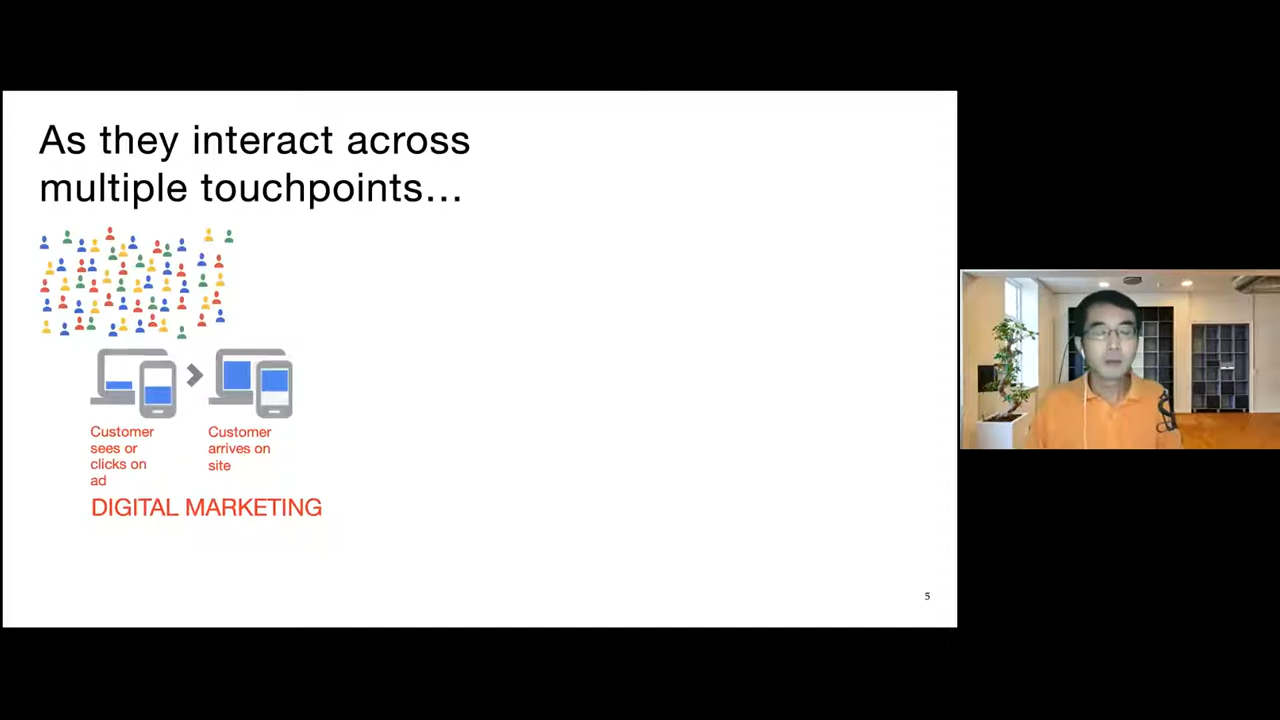 As they interact across
multiple touchpoints…
Customer
sees or
clicks on
ad
Customer
arrives on
site
DIGITAL MARKETING
5